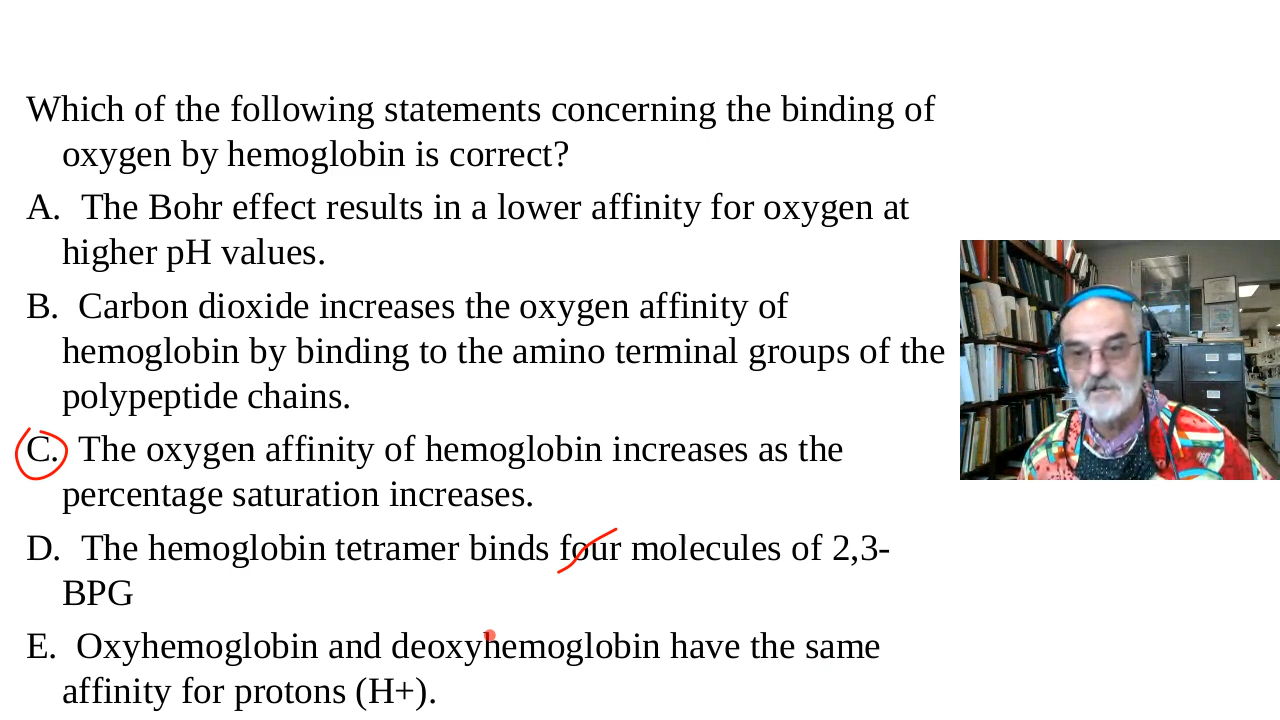 Which of the following statements concerning the binding of
oxygen by hemoglobin is correct?
A. The Bohr effect results in a lower affinity for oxygen at
higher pH values.
B. Carbon dioxide increases the oxygen affinity of
hemoglobin by binding to the amino terminal groups of the
polypeptide chains.
C. The oxygen affinity of hemoglobin increases as the
percentage saturation increases.
D. The hemoglobin tetramer binds four molecules of 2,3-
BPG
E. Oxyhemoglobin and deoxyhemoglobin have the same
affinity for protons (H+).